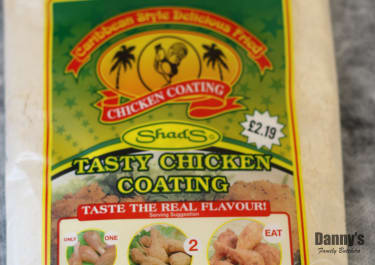 Caribbean Style Delicious Fried
CHICKEN COATING
Shad's
£2.19
TASTY CHICKEN
COATING
TASTE THE REAL FLAVOUR!
Serving Suggestion
ONLY
ONE
2
EAT
Danny's
Family Butchers